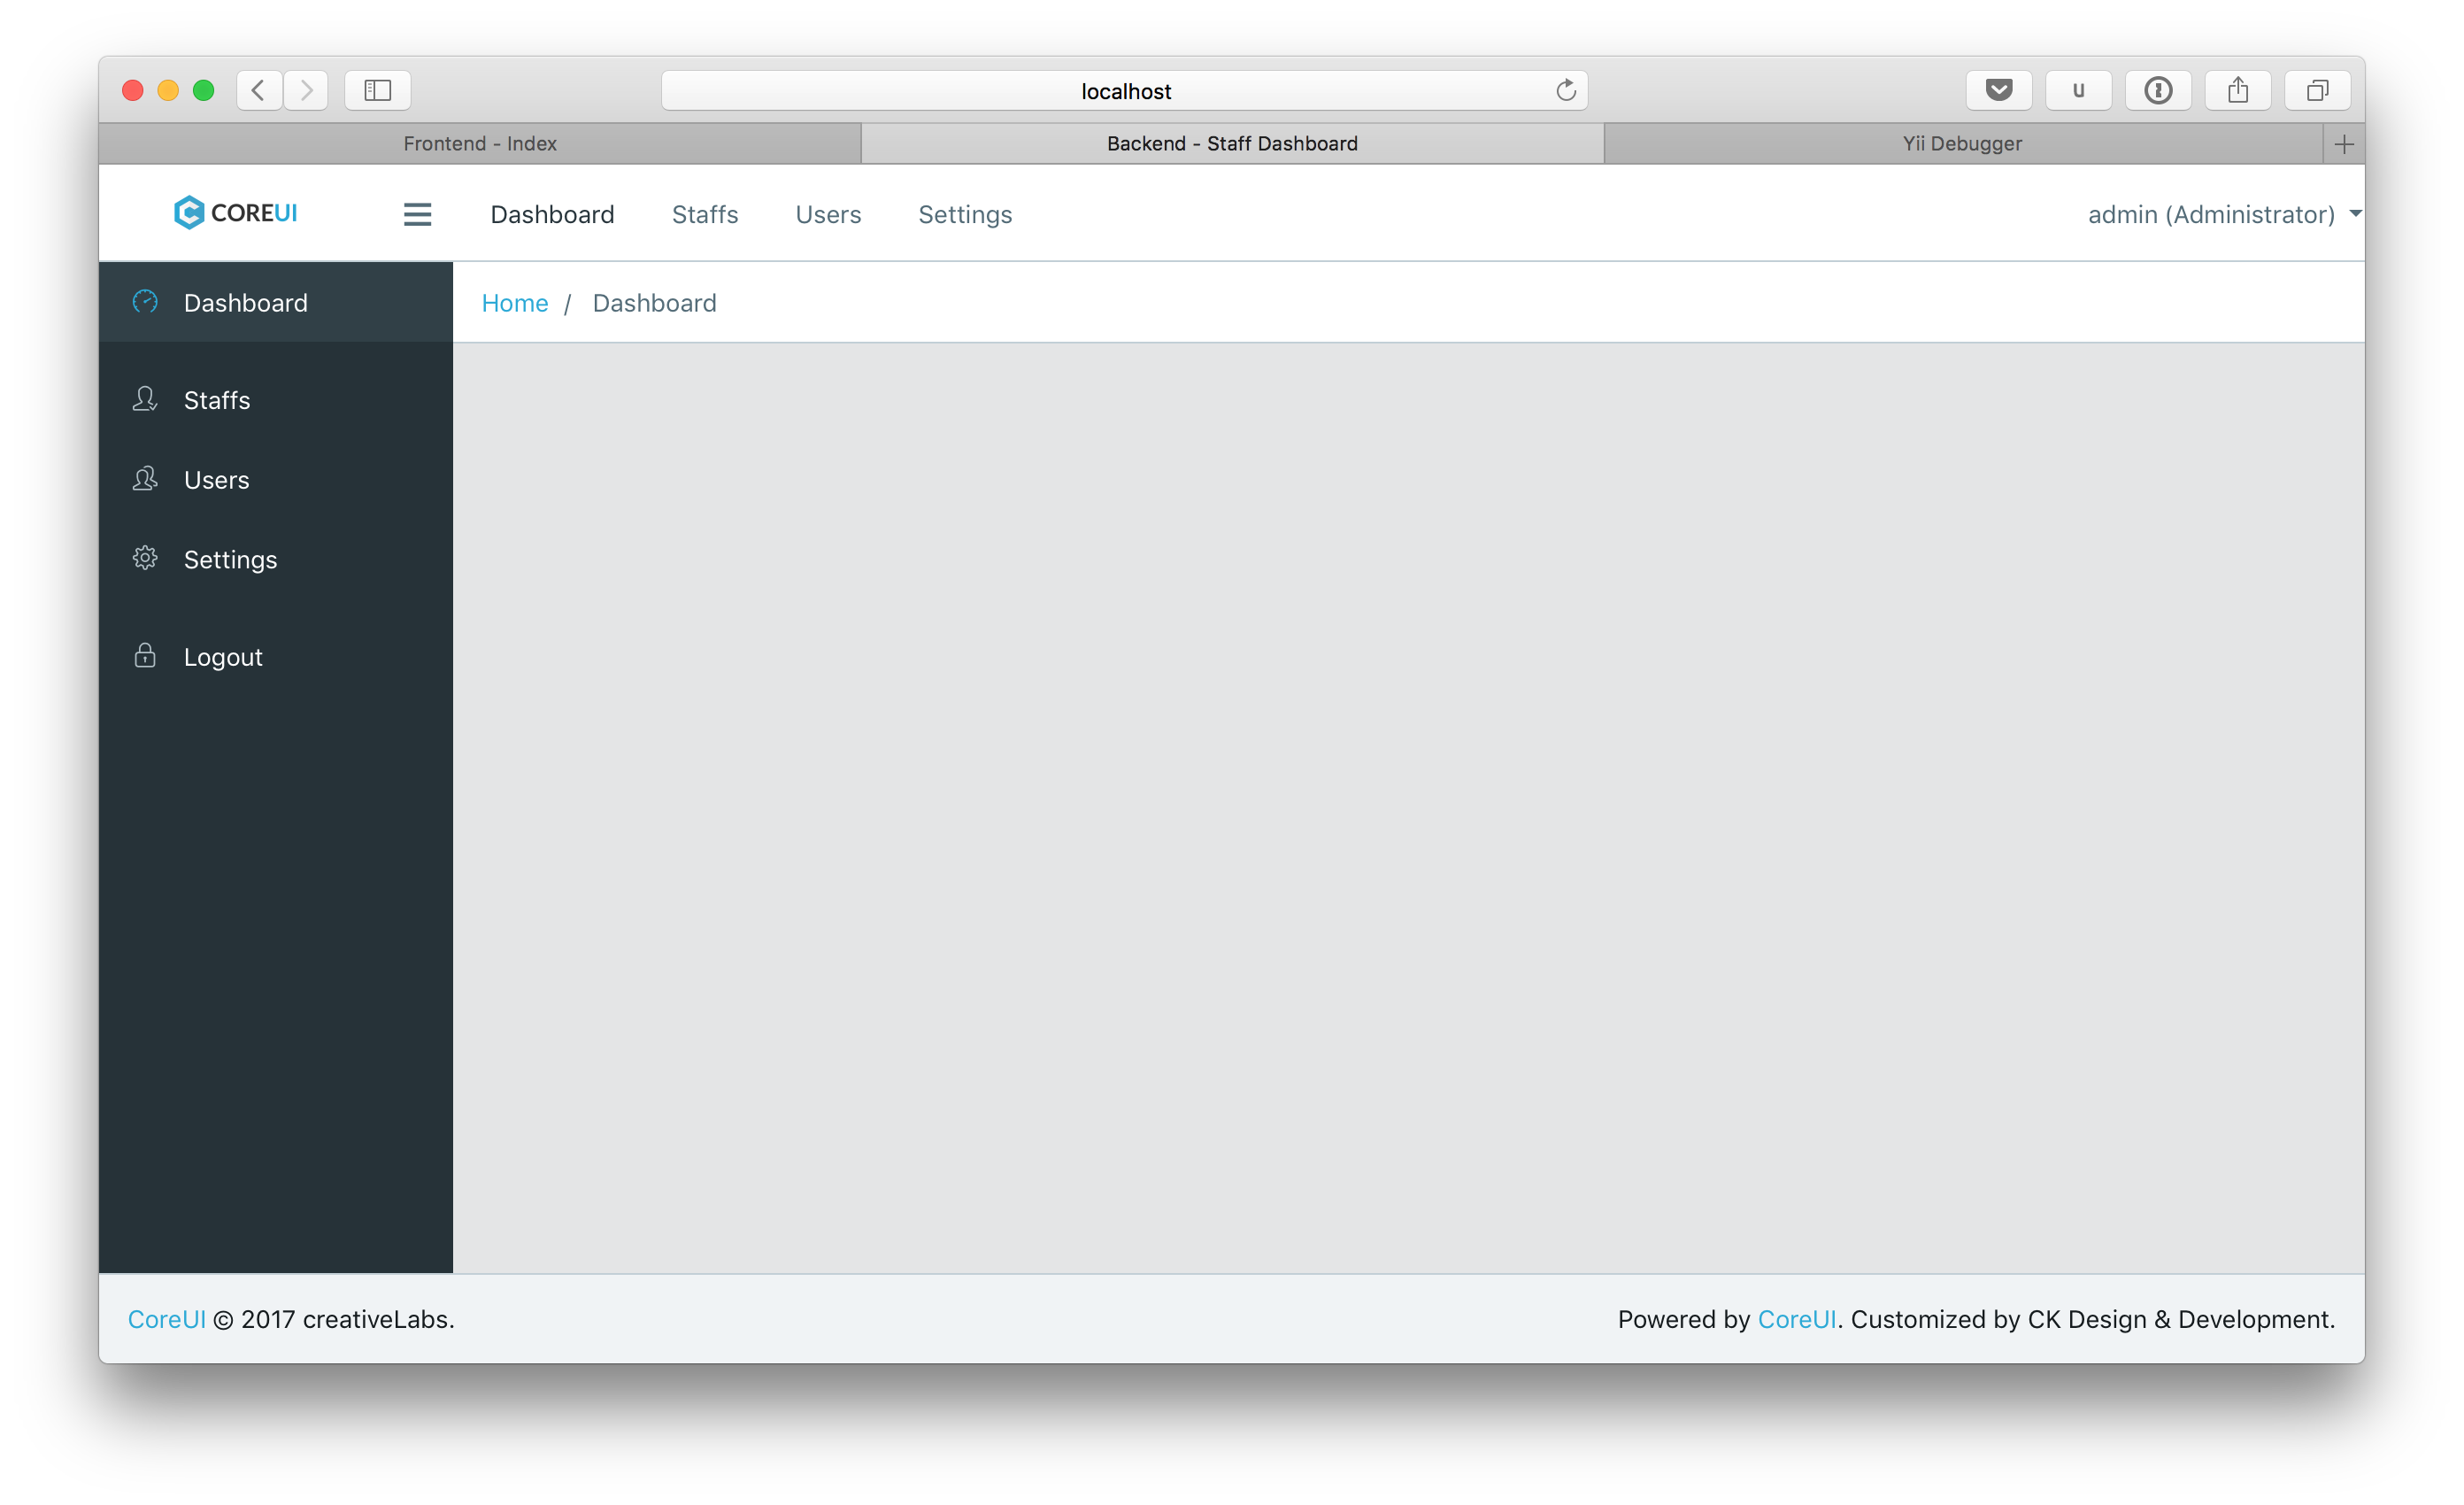 localhost
u
Frontend - Index
Backend - Staff Dashboard
Yii Debugger
COREUI
Dashboard
Staffs
Users
Settings
admin (Administrator)
Dashboard
Home / Dashboard
Staffs
Users
Settings
Logout
CoreUI © 2017 creativeLabs.
Powered by CoreUI. Customized by CK Design & Development.